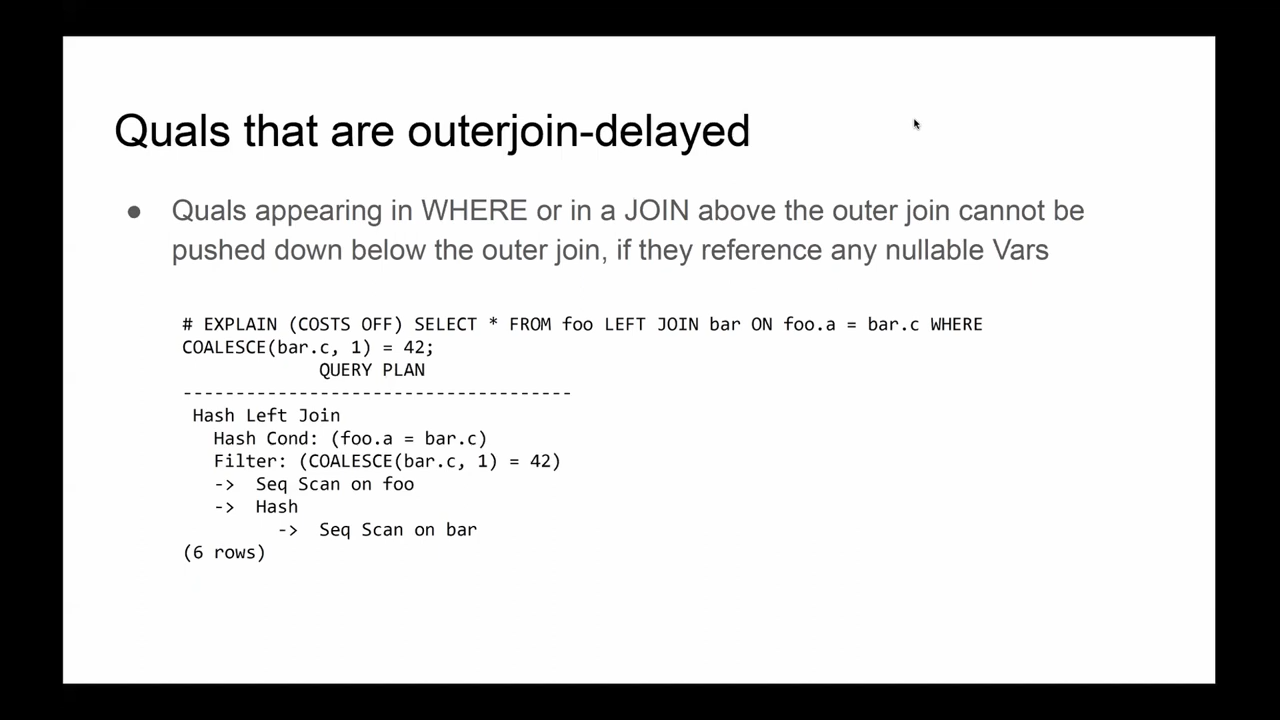 Quals that are outerjoin-delayed
● Quals appearing in WHERE or in a JOIN above the outer join cannot be
pushed down below the outer join, if they reference any nullable Vars
# EXPLAIN (COSTS OFF) SELECT * FROM foo LEFT JOIN bar ON foo.a = bar.c WHERE
COALESCE(bar.c, 1) = 42;
             QUERY PLAN
-------------------------------------
 Hash Left Join
   Hash Cond: (foo.a = bar.c)
   Filter: (COALESCE(bar.c, 1) = 42)
   ->  Seq Scan on foo
   ->  Hash
         ->  Seq Scan on bar
(6 rows)